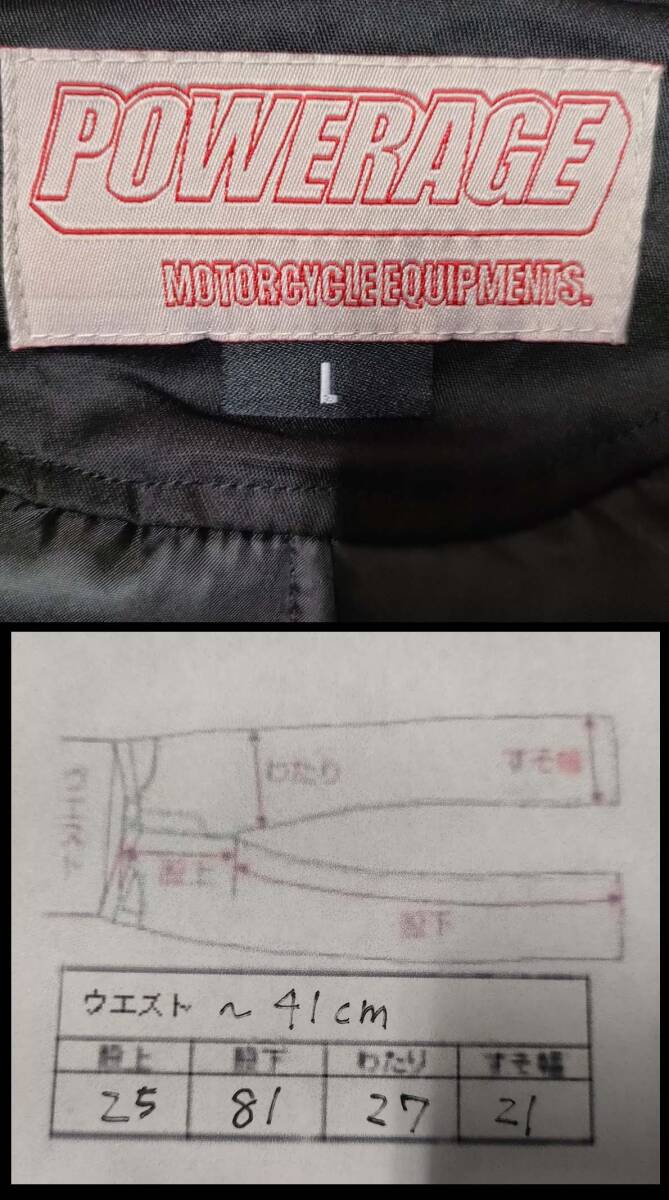 POWERAGE
MOTORCYCLE EQUIPMENTS.
L
わたり
すそ幅
ウエスト
股上
股下
ウエスト ~ 41cm
股上 股下 わたり すそ幅
25 81 27 21